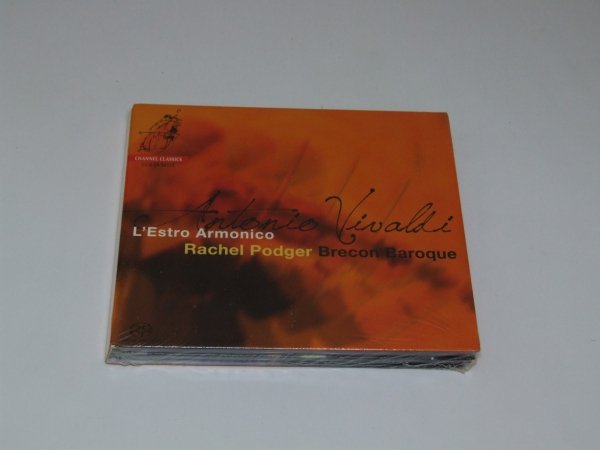 CHANNEL CLASSICS
Antonio Vivaldi
L'Estro Armonico
Rachel Podger Brecon Baroque